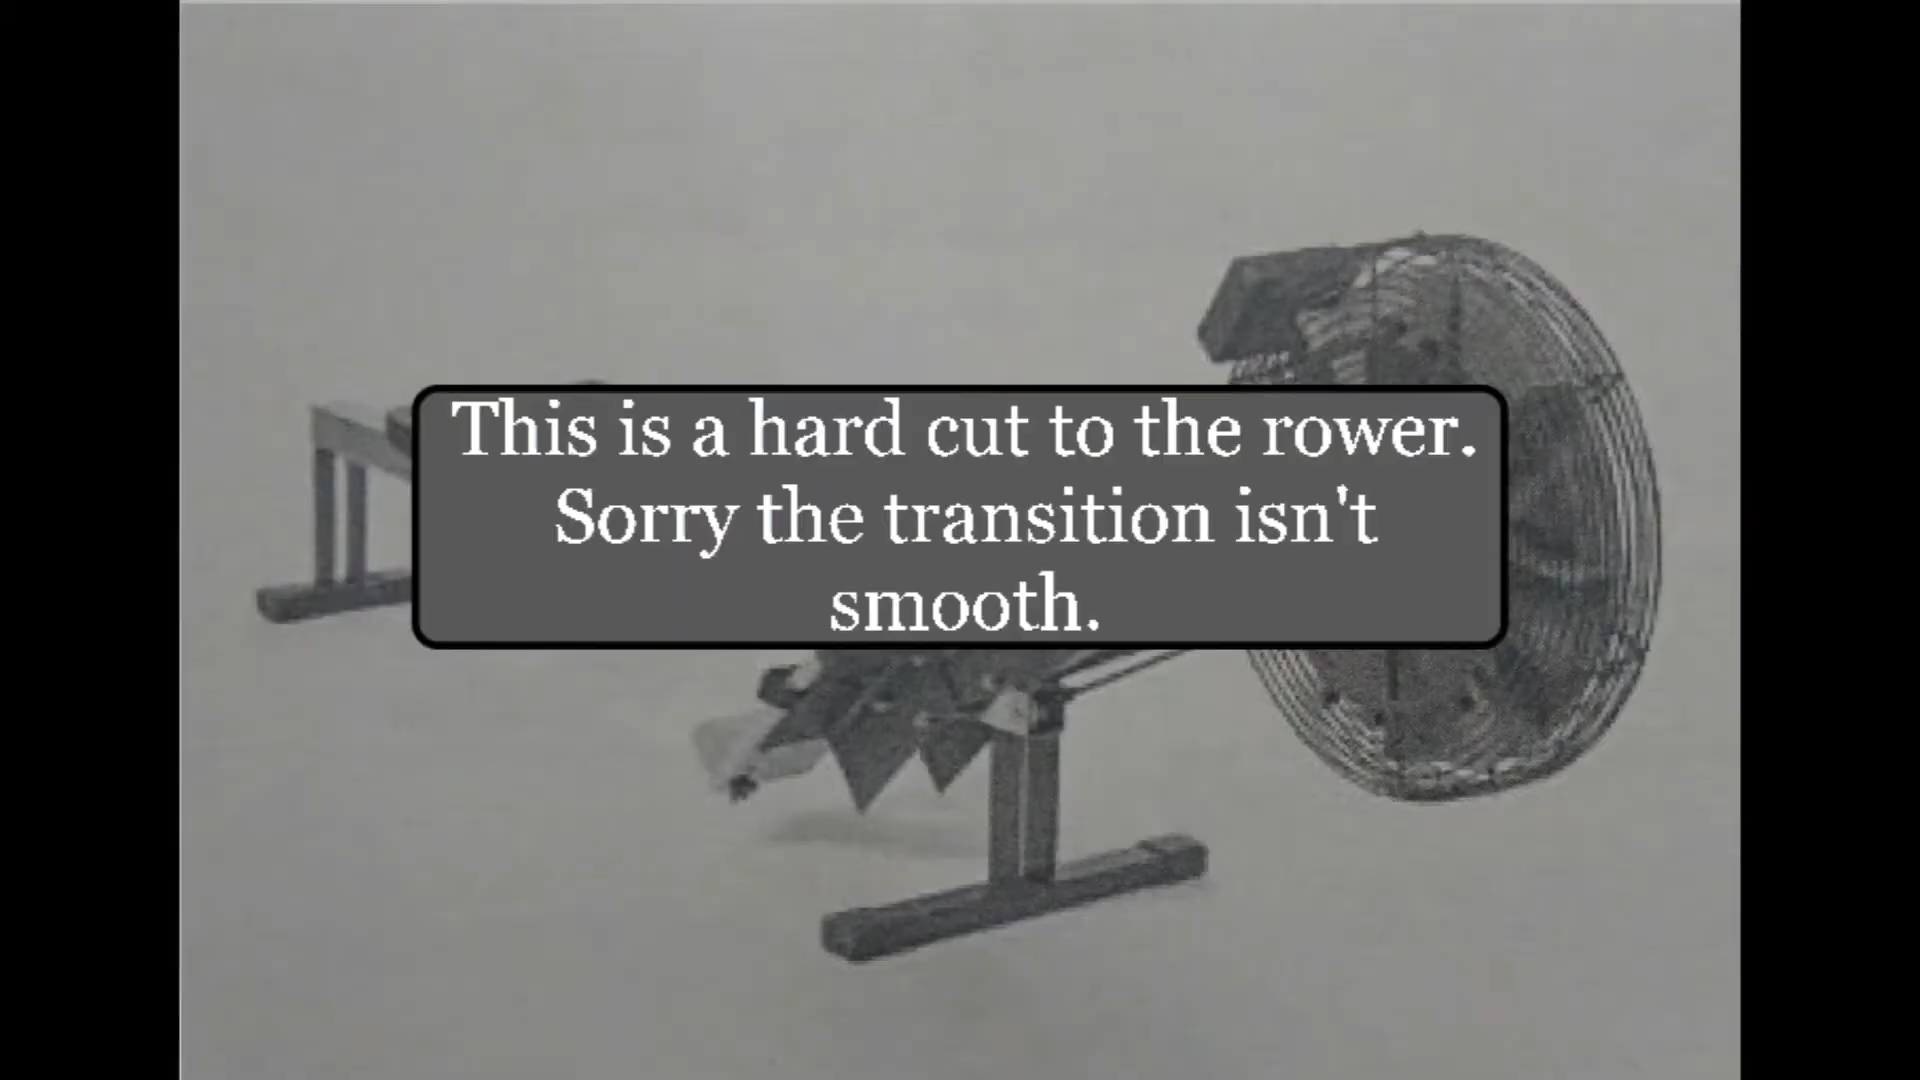 This is a hard cut to the rower.
Sorry the transition isn't
smooth.